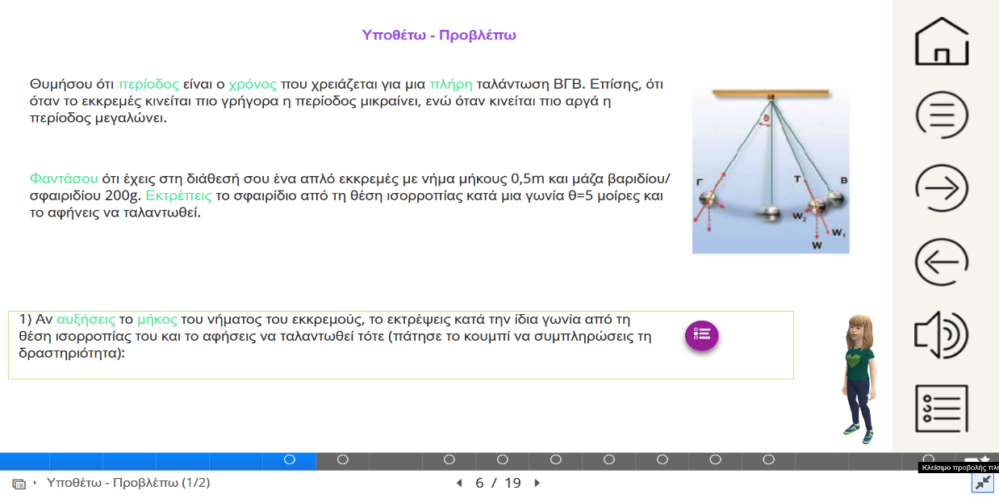 Υποθέτω - Προβλέπω
Θυμήσου ότι περίοδος είναι ο χρόνος που χρειάζεται για μια πλήρη ταλάντωση ΒΓΒ. Επίσης, ότι
όταν το εκκρεμές κινείται πιο γρήγορα η περίοδος μικραίνει, ενώ όταν κινείται πιο αργά η
περίοδος μεγαλώνει.
Φαντάσου ότι έχεις στη διάθεσή σου ένα απλό εκκρεμές με νήμα μήκους 0,5m και μάζα βαριδίου/
σφαιριδίου 200g. Εκτρέπεις το σφαιρίδιο από τη θέση ισορροπίας κατά μια γωνία θ=5 μοίρες και
το αφήνεις να ταλαντωθεί.
θ
Γ
T
B
W₂
W₁
W
1) Αν αυξήσεις το μήκος του νήματος του εκκρεμούς, το εκτρέψεις κατά την ίδια γωνία από τη
θέση ισορροπίας του και το αφήσεις να ταλαντωθεί τότε (πάτησε το κουμπί να συμπληρώσεις τη
δραστηριότητα):
Κλείσιμο προβολής
Υποθέτω - Προβλέπω (1/2)
6 / 19